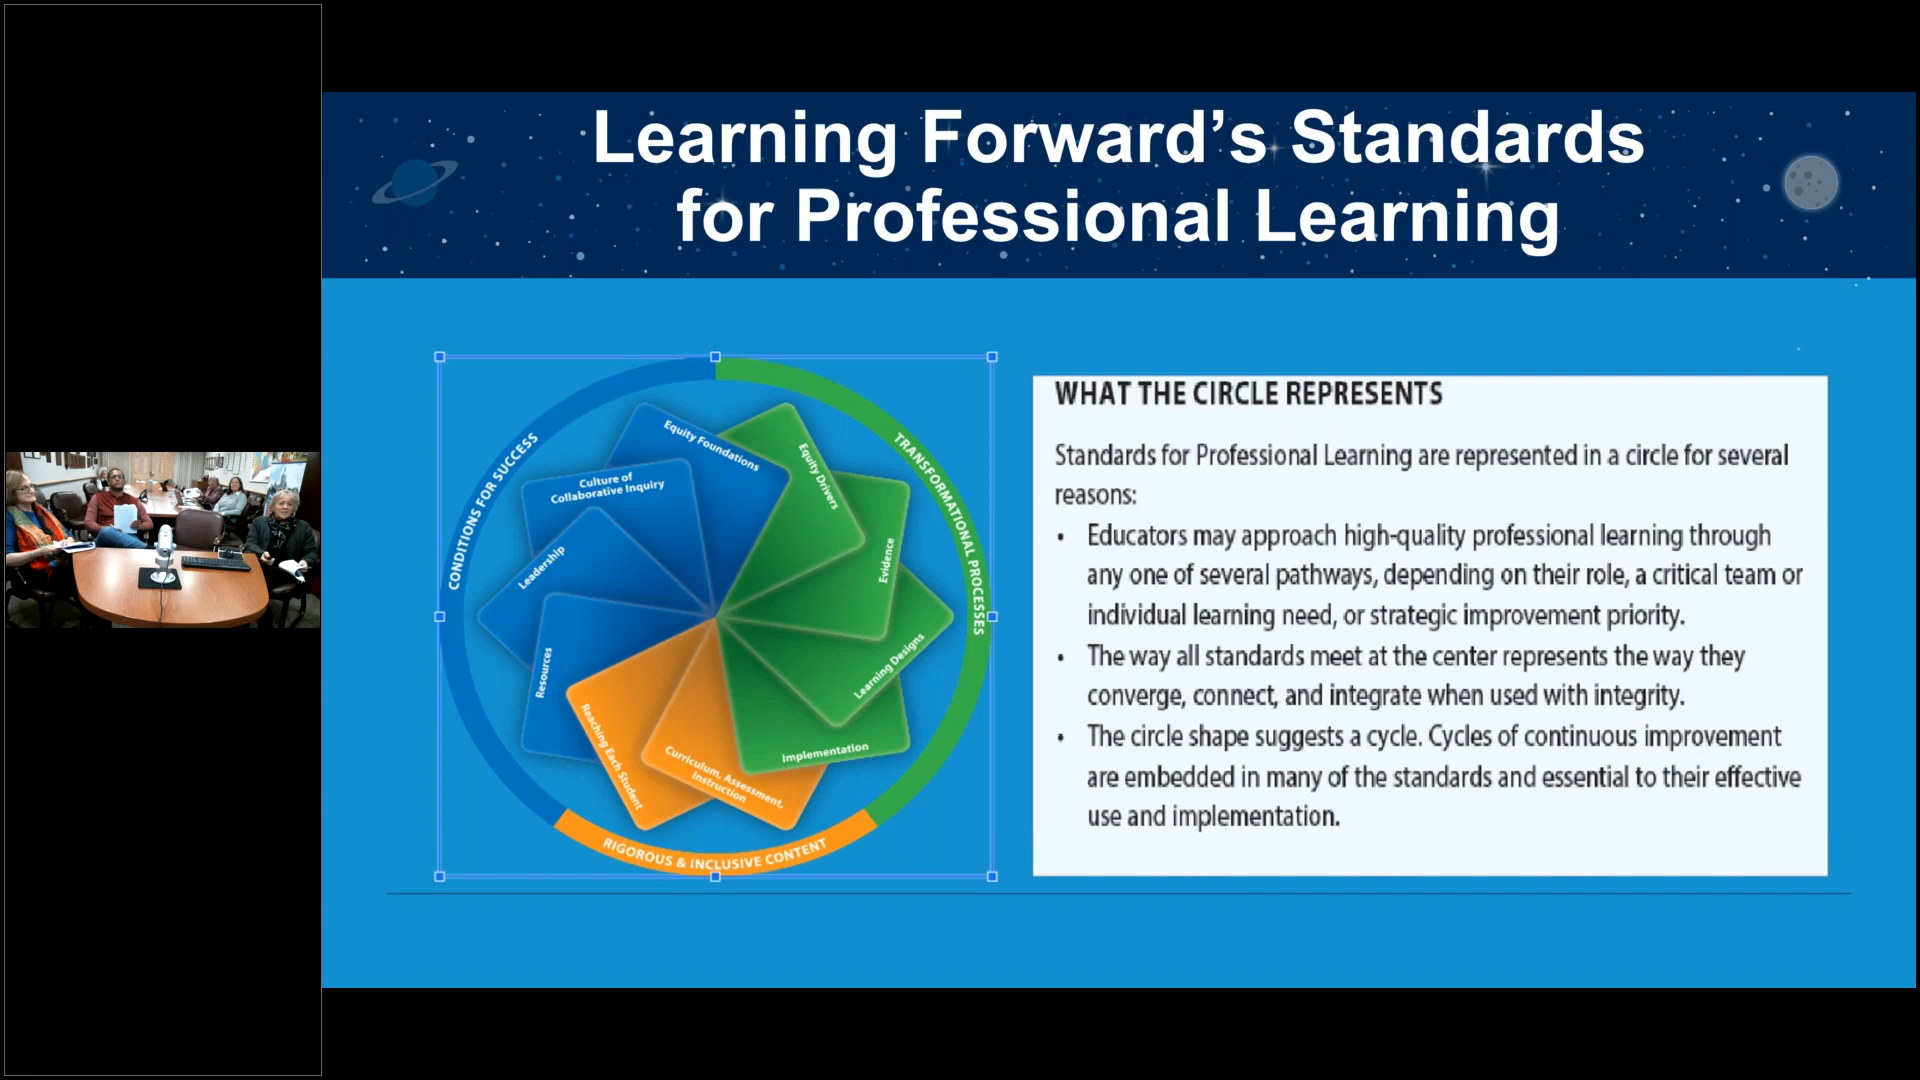 Learning Forward’s Standards
for Professional Learning
CONDITIONS FOR SUCCESS
TRANSFORMATIONAL PROCESSES
RIGOROUS & INCLUSIVE CONTENT
Equity Foundations
Culture of
Collaborative Inquiry
Leadership
Resources
Reaching Each Student
Curriculum, Assessment,
Instruction
Implementation
Learning Designs
Evidence
Equity Drivers
WHAT THE CIRCLE REPRESENTS
Standards for Professional Learning are represented in a circle for several
reasons:
• Educators may approach high-quality professional learning through
any one of several pathways, depending on their role, a critical team or
individual learning need, or strategic improvement priority.
• The way all standards meet at the center represents the way they
converge, connect, and integrate when used with integrity.
• The circle shape suggests a cycle. Cycles of continuous improvement
are embedded in many of the standards and essential to their effective
use and implementation.